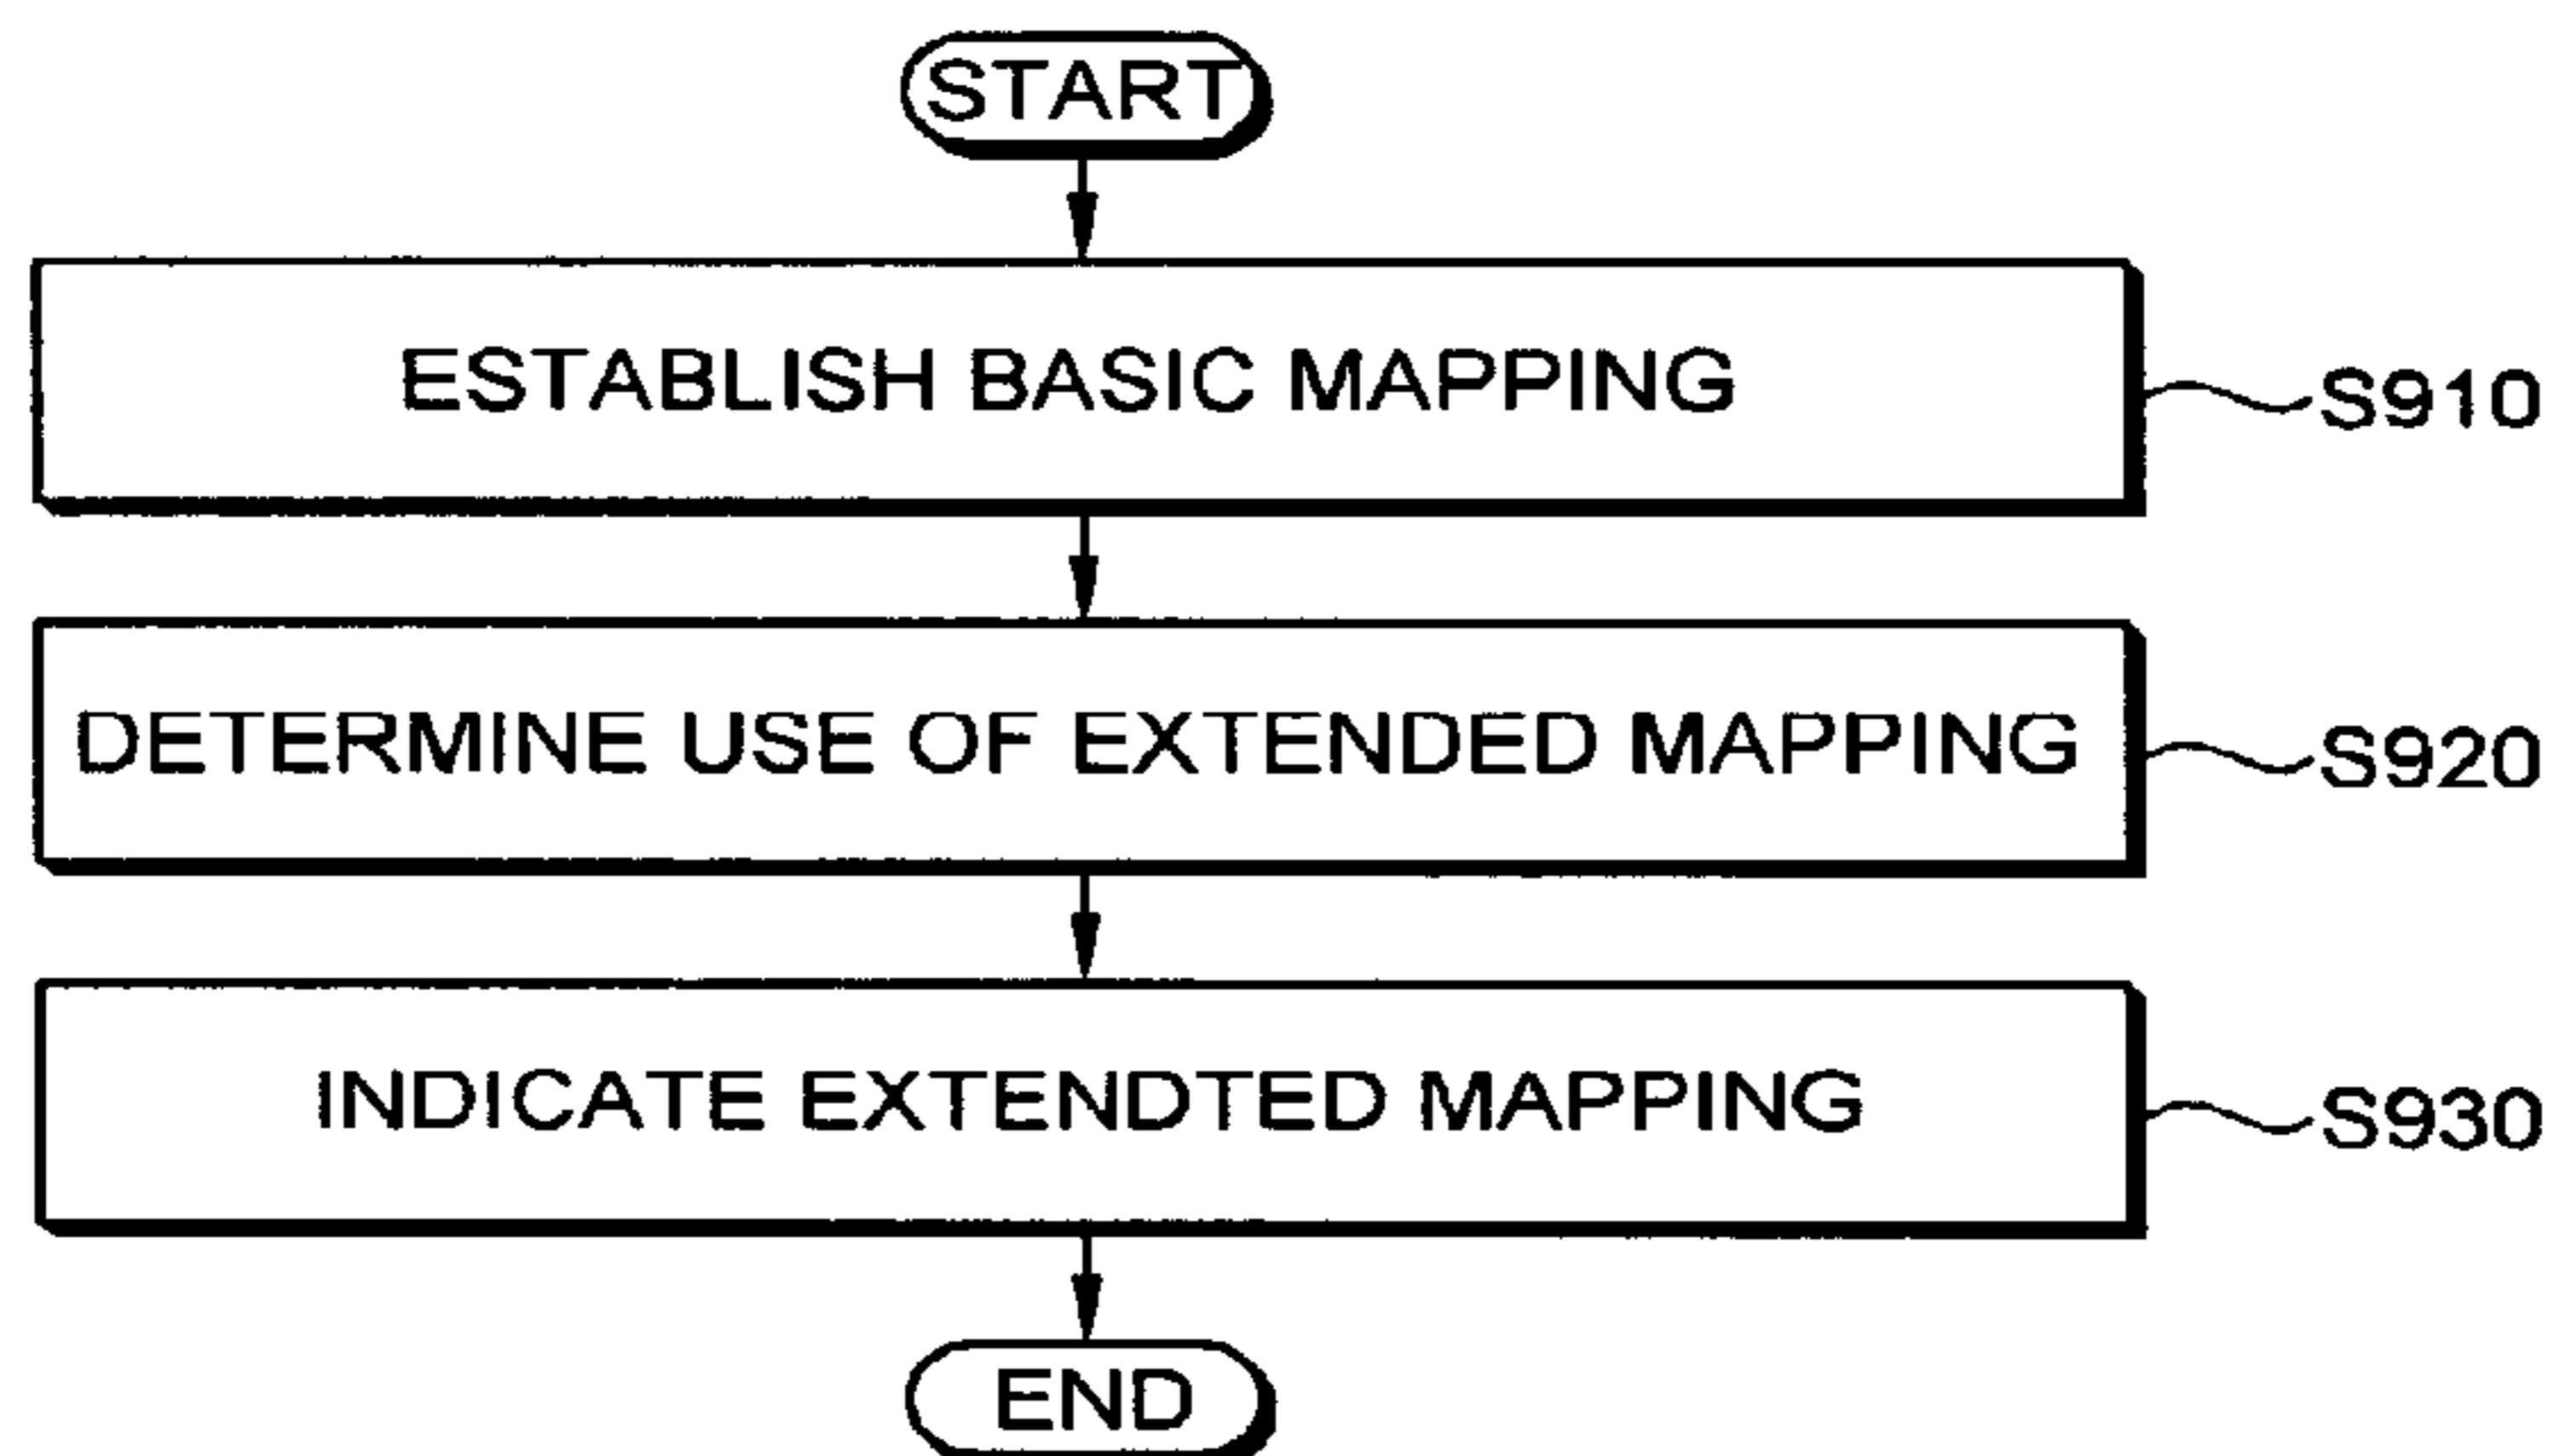 START
ESTABLISH BASIC MAPPING
S910
DETERMINE USE OF EXTENDED MAPPING
S920
INDICATE EXTENDTED MAPPING
S930
END